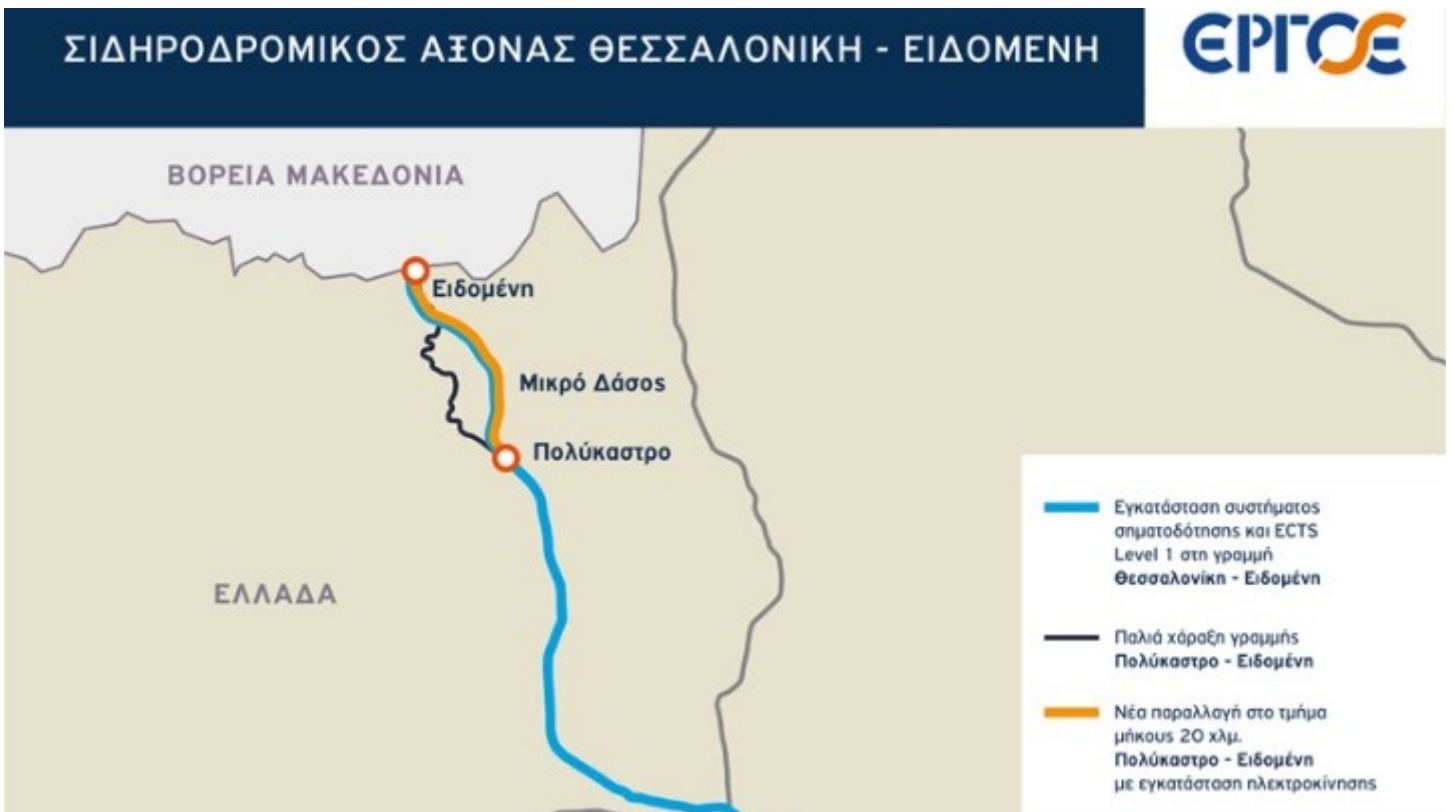 ΣΙΔΗΡΟΔΡΟΜΙΚΟΣ ΑΞΟΝΑΣ ΘΕΣΣΑΛΟΝΙΚΗ - ΕΙΔΟΜΕΝΗ
ΕΡΓΟΣΕ
ΒΟΡΕΙΑ ΜΑΚΕΔΟΝΙΑ
Ειδομένη
Μικρό Δάσος
Πολύκαστρο
ΕΛΛΑΔΑ
Εγκατάσταση συστήματος
σηματοδότησης και ECTS
Level 1 στη γραμμή
Θεσσαλονίκη - Ειδομένη
Παλιά χάραξη γραμμής
Πολύκαστρο - Ειδομένη
Νέα παραλλαγή στο τμήμα
μήκους 20 χλμ.
Πολύκαστρο - Ειδομένη
με εγκατάσταση ηλεκτροκίνησης